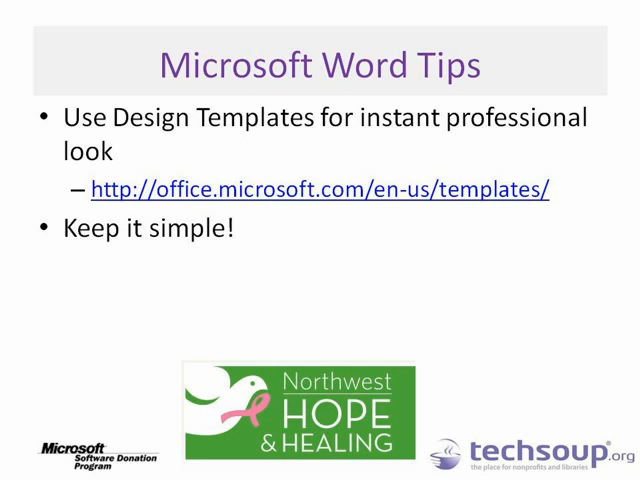 Microsoft Word Tips
• Use Design Templates for instant professional
look
– http://office.microsoft.com/en-us/templates/
• Keep it simple!
Northwest
HOPE
& HEALING
Microsoft
Software Donation
Program
techsoup.org
the place for nonprofits and libraries